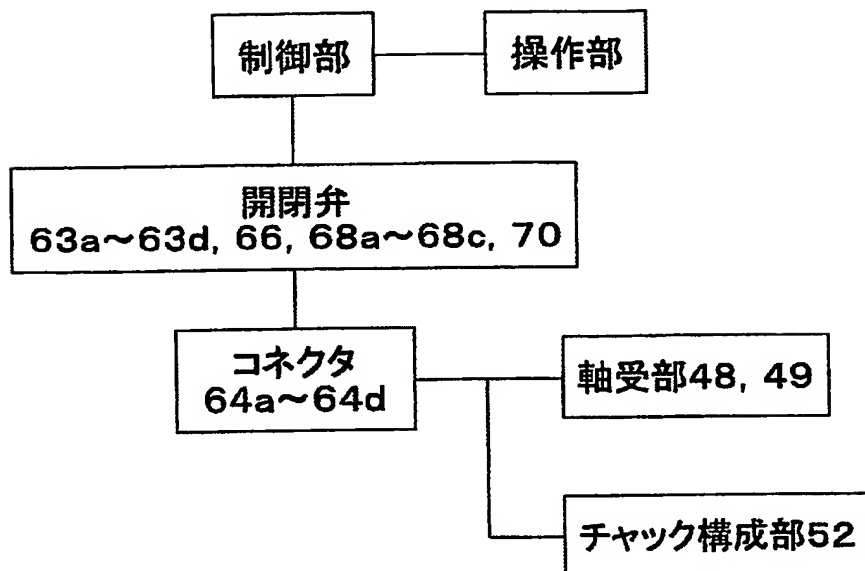 制御部
操作部
開閉弁
63a～63d, 66, 68a～68c, 70
コネクタ
64a～64d
軸受部48, 49
チャック構成部52